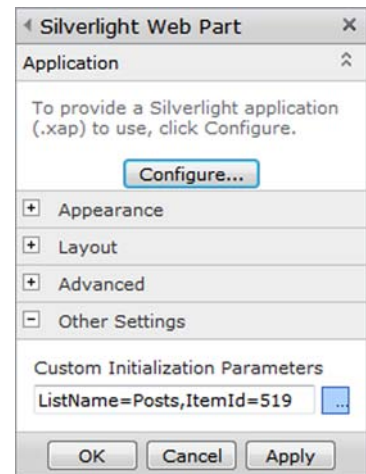 Silverlight Web Part
Application
To provide a Silverlight application
(.xap) to use, click Configure.
Configure...
Appearance
Layout
Advanced
Other Settings
Custom Initialization Parameters
ListName=Posts,ItemId=519
...
OK Cancel Apply